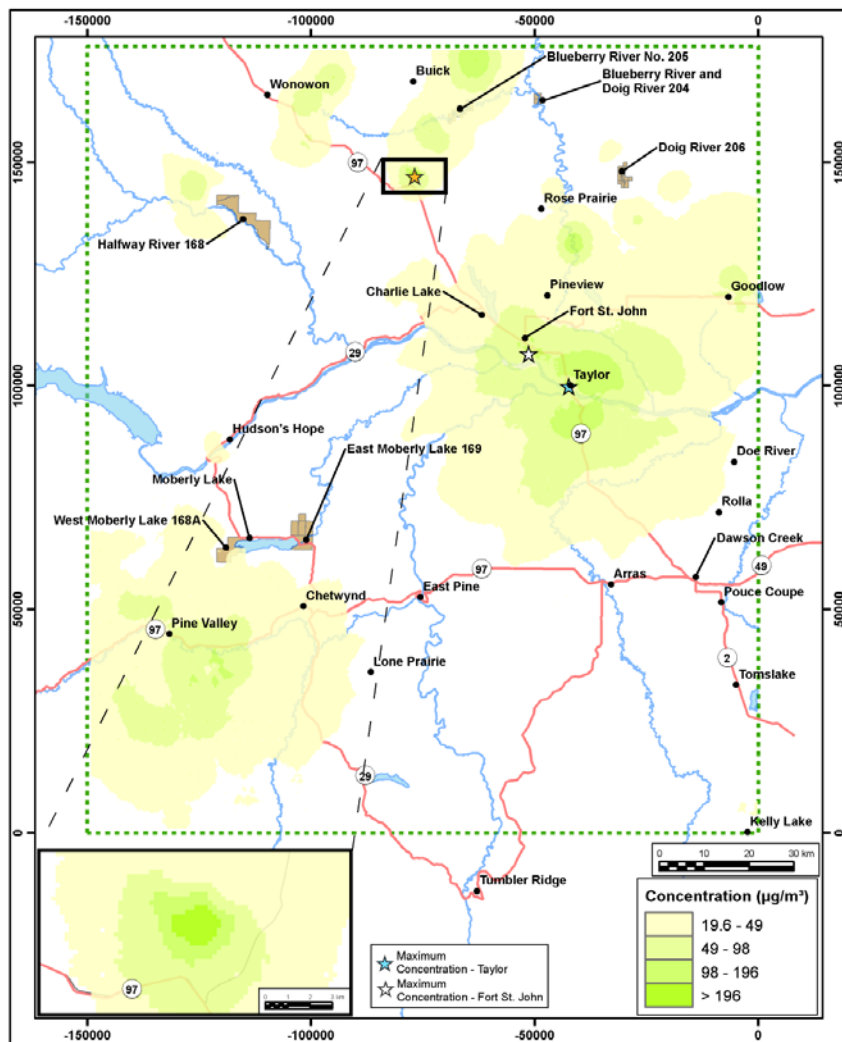 -150000
-100000
-50000
0
Blueberry River No. 205
Buick
Wonowon
Blueberry River and
Doig River 204
150000
97
150000
Doig River 206
Rose Prairie
Halfway River 168
Pineview
Goodlow
Charlie Lake
Fort St. John
29
100000
Taylor
100000
97
Hudson's Hope
East Moberly Lake 169
Doe River
Moberly Lake
Rolla
West Moberly Lake 168A
Dawson Creek
97
49
East Pine
Arras
Chetwynd
Pouce Coupe
50000
50000
97
Pine Valley
Lone Prairie
2
Tomslake
29
0
Kelly Lake
0
0 10 20 30 km
Tumbler Ridge
Concentration (µg/m³)
19.6 - 49
49 - 98
98 - 196
> 196
Maximum
Concentration - Taylor
Maximum
Concentration - Fort St. John
97
0 1 2 3 km
-150000
-100000
-50000
0